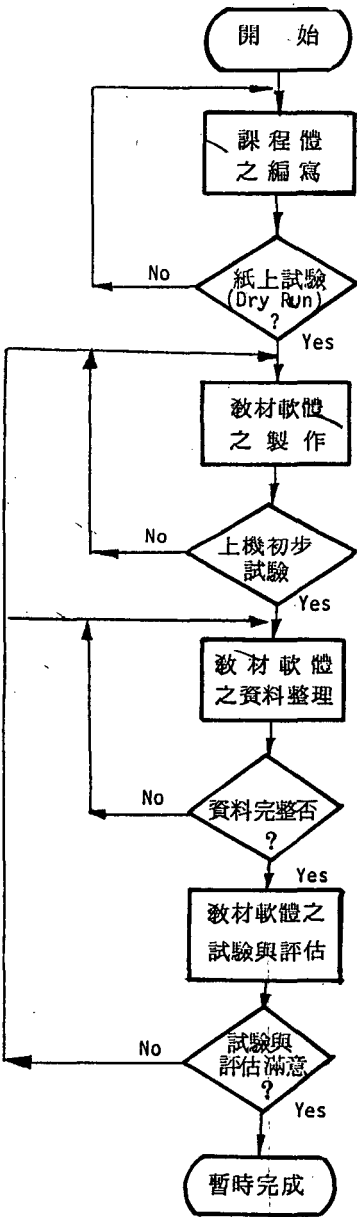 開 始
課程體
之編寫
No
紙上試驗
(Dry Run)
?
Yes
教材軟體
之製作
No
上機初步
試驗
Yes
教材軟體
之資料整理
No
資料完整否
?
Yes
教材軟體之
試驗與評估
No
試驗與
評估滿意
?
Yes
暫時完成